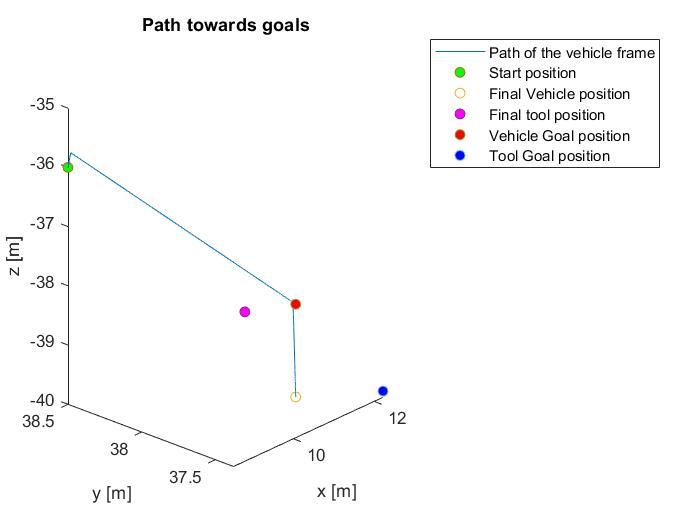 Path towards goals
Path of the vehicle frame
Start position
Final Vehicle position
Final tool position
Vehicle Goal position
Tool Goal position
-35
-36
-37
-38
-39
-40
z [m]
38.5
38
37.5
y [m]
10
12
x [m]